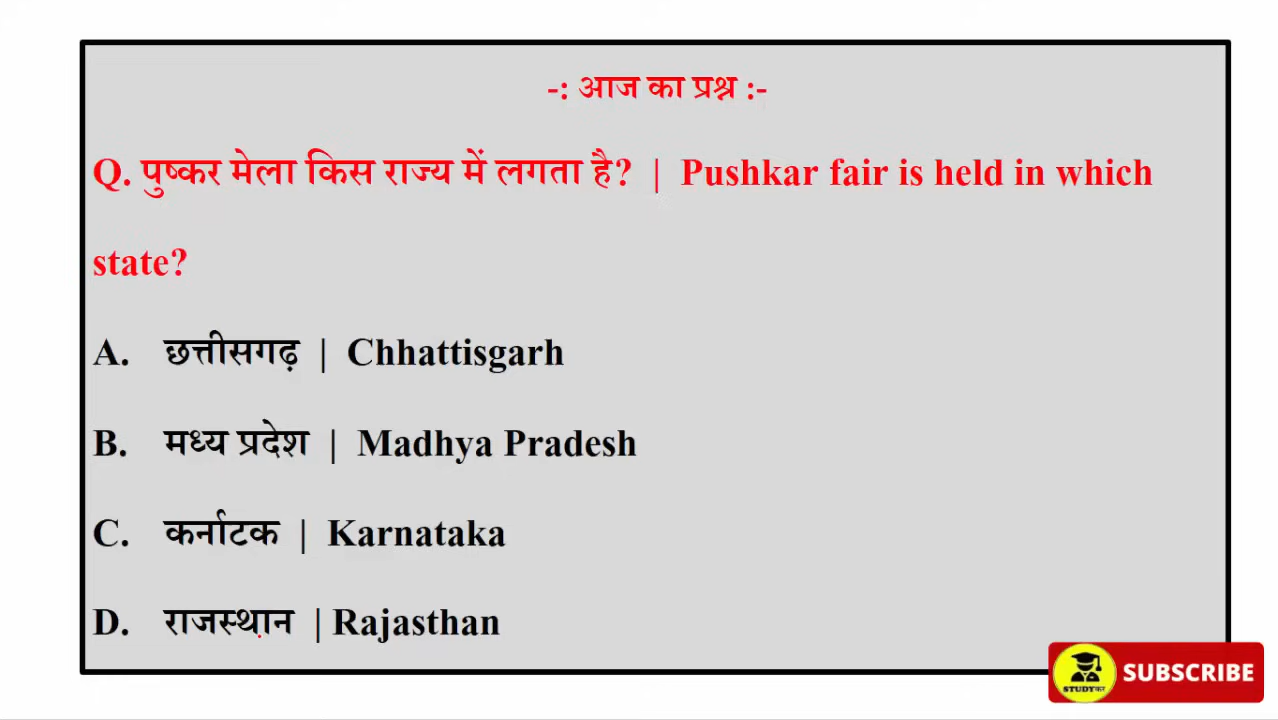 -: आज का प्रश्न :-
Q. पुष्कर मेला किस राज्य में लगता है? | Pushkar fair is held in which
state?
A. छत्तीसगढ़ | Chhattisgarh
B. मध्य प्रदेश | Madhya Pradesh
C. कर्नाटक | Karnataka
D. राजस्थान | Rajasthan
STUDYकर
SUBSCRIBE